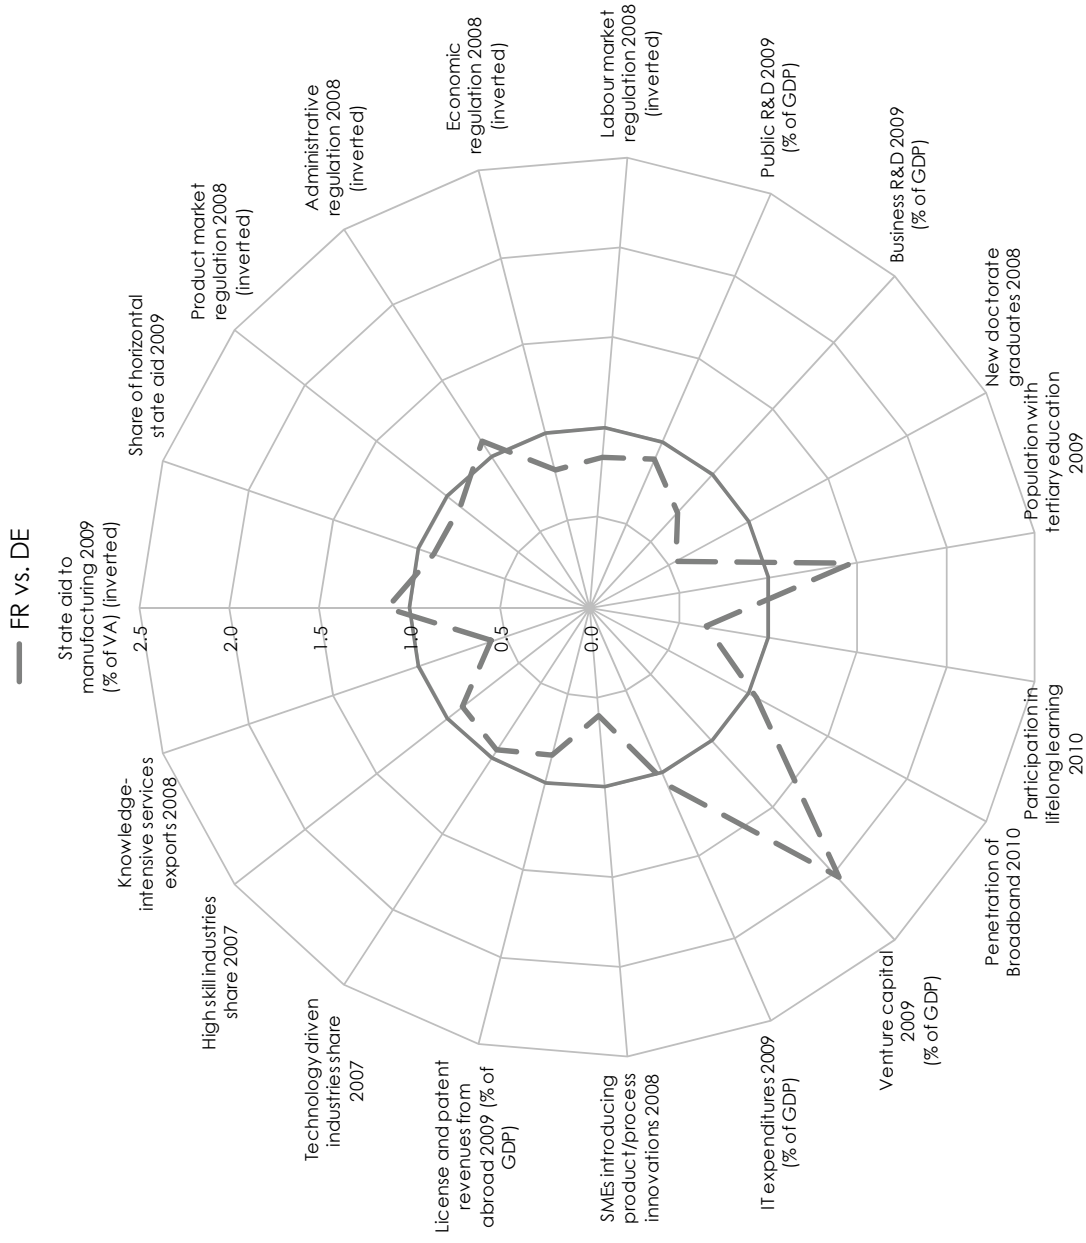 FR vs. DE
State aid to
manufacturing 2009
(% of VA) (inverted)
Share of horizontal
state aid 2009
Product market
regulation 2008
(inverted)
Administrative
regulation 2008
(inverted)
Economic
regulation 2008
(inverted)
Labour market
regulation 2008
(inverted)
Public R&D 2009
(% of GDP)
Business R&D 2009
(% of GDP)
New doctorate
graduates 2008
Population with
tertiary education
2009
Participation in
lifelong learning
2010
Penetration of
Broadband 2010
Venture capital
2009
(% of GDP)
IT expenditures 2009
(% of GDP)
SMEs introducing
product/process
innovations 2008
License and patent
revenues from
abroad 2009 (% of
GDP)
Technology driven
industries share
2007
High skill industries
share 2007
Knowledge-
intensive services
exports 2008
2.5
2.0
1.5
1.0
0.5
0.0